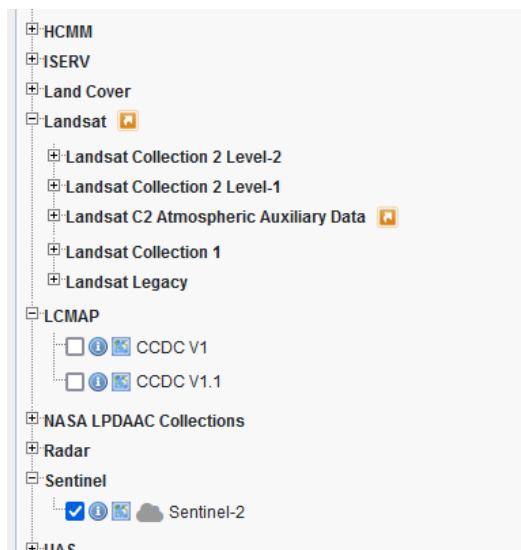 HCMM
ISERV
Land Cover
Landsat
Landsat Collection 2 Level-2
Landsat Collection 2 Level-1
Landsat C2 Atmospheric Auxiliary Data
Landsat Collection 1
Landsat Legacy
LCMAP
CCDC V1
CCDC V1.1
NASA LPDAAC Collections
Radar
Sentinel
Sentinel-2
UAS